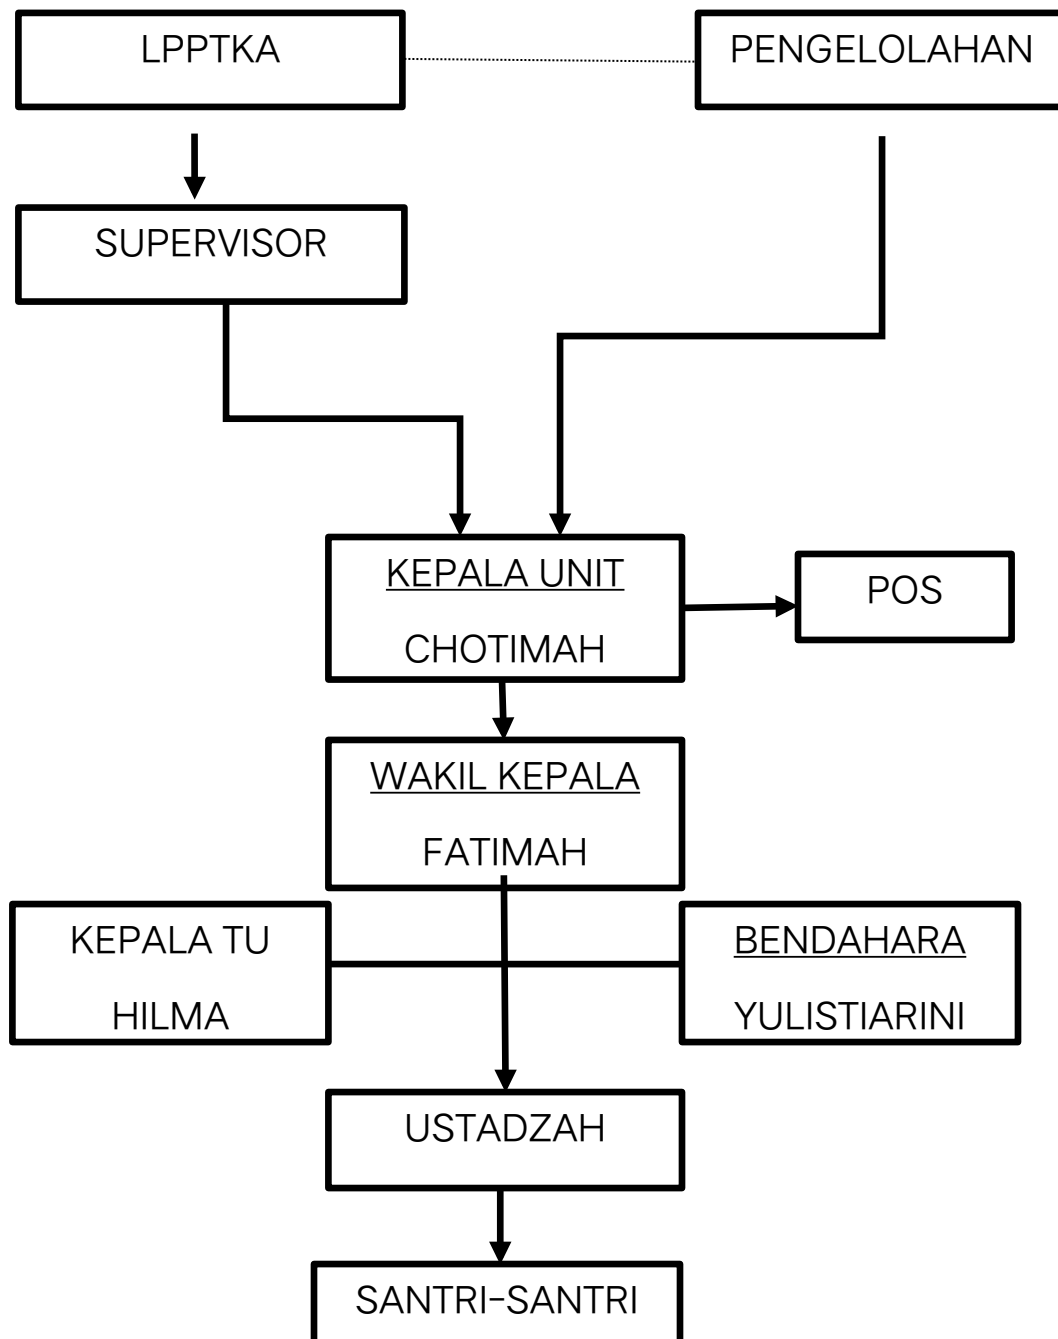 LPPTKA
PENGELOLAHAN
SUPERVISOR
KEPALA UNIT
CHOTIMAH
POS
WAKIL KEPALA
FATIMAH
KEPALA TU
HILMA
BENDAHARA
YULISTIARINI
USTADZAH
SANTRI-SANTRI